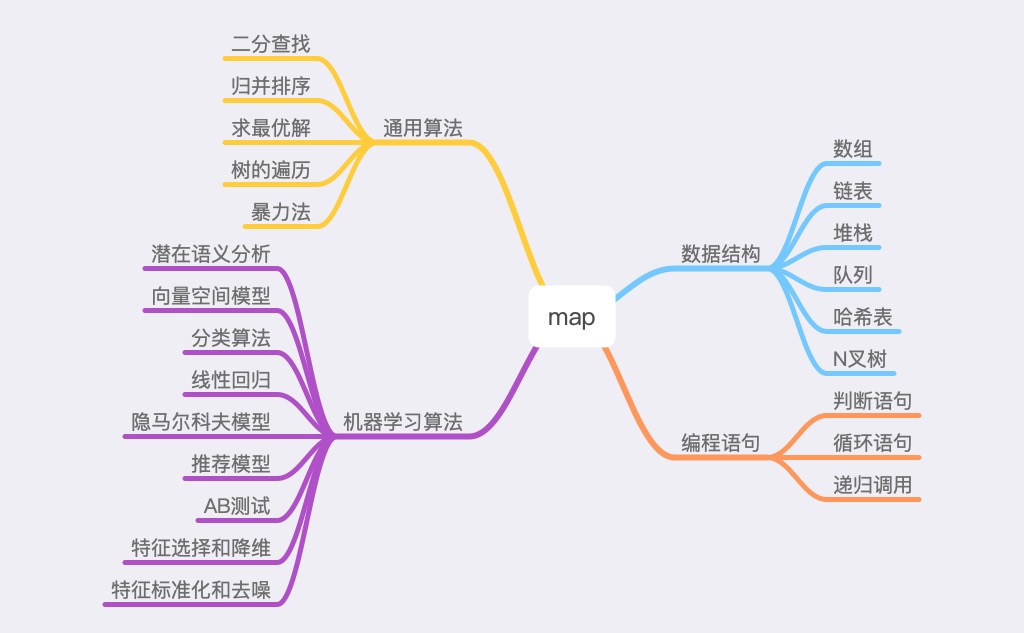 map
通用算法
二分查找
归并排序
求最优解
树的遍历
暴力法
机器学习算法
潜在语义分析
向量空间模型
分类算法
线性回归
隐马尔科夫模型
推荐模型
AB测试
特征选择和降维
特征标准化和去噪
数据结构
数组
链表
堆栈
队列
哈希表
N叉树
编程语句
判断语句
循环语句
递归调用